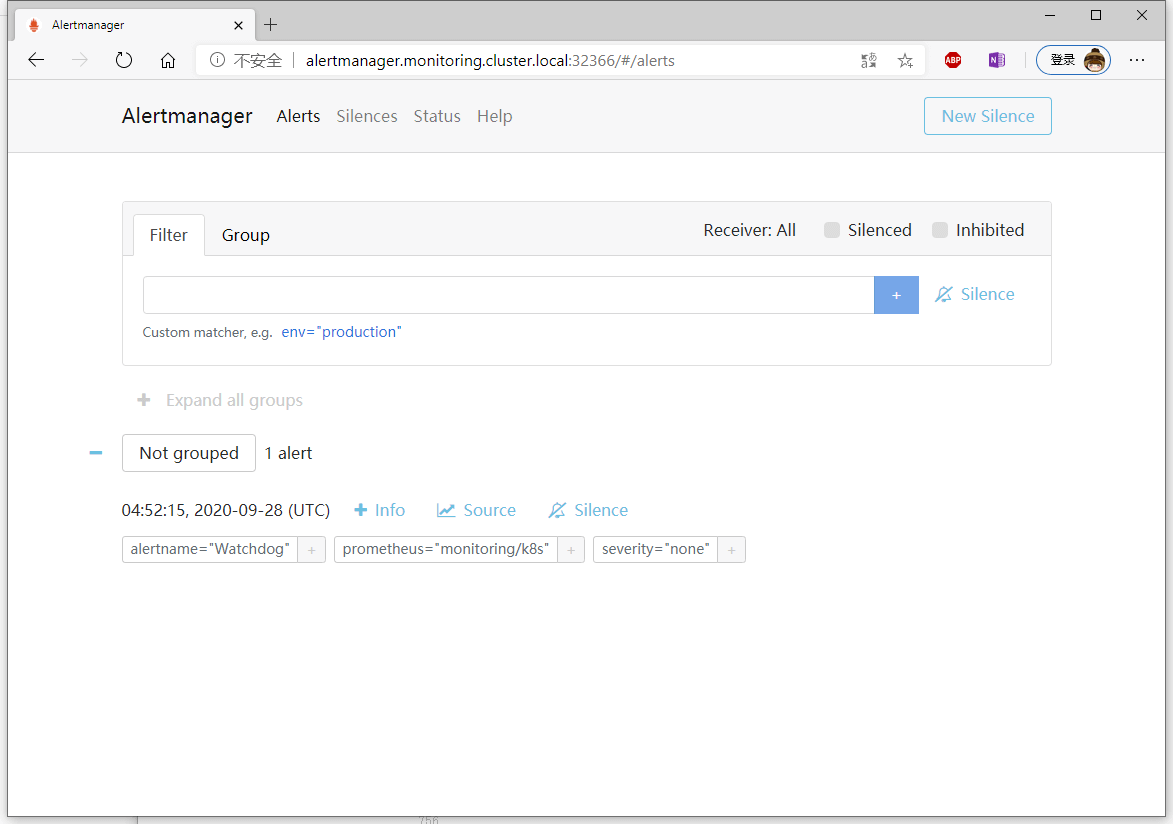 Alertmanager
不安全 alertmanager.monitoring.cluster.local:32366/#/alerts ABP N 登录
Alertmanager Alerts Silences Status Help New Silence
Filter Group Receiver: All Silenced Inhibited
+ Silence
Custom matcher, e.g. env="production"
+ Expand all groups
Not grouped 1 alert
04:52:15, 2020-09-28 (UTC) + Info Source Silence
alertname="Watchdog" + prometheus="monitoring/k8s" + severity="none" +
756